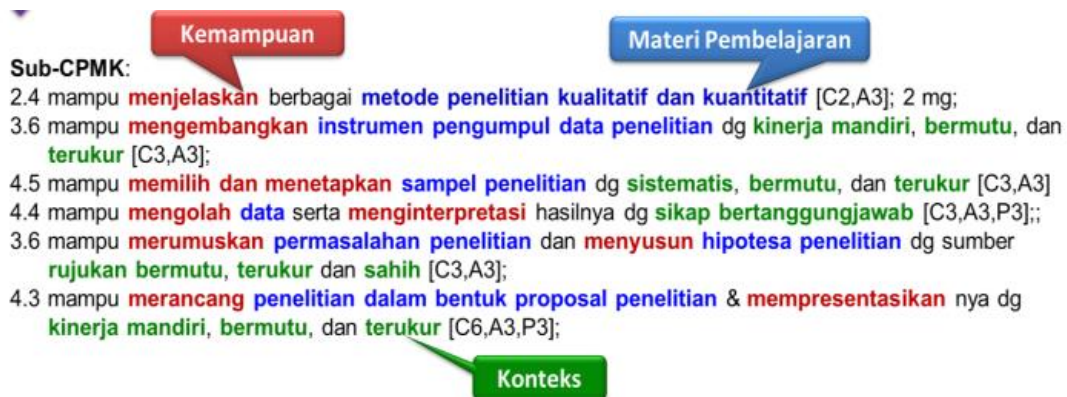 Kemampuan
Materi Pembelajaran
Sub-CPMK:
2.4 mampu menjelaskan berbagai metode penelitian kualitatif dan kuantitatif [C2,A3]; 2 mg;
3.6 mampu mengembangkan instrumen pengumpul data penelitian dg kinerja mandiri, bermutu, dan
terukur [C3,A3];
4.5 mampu memilih dan menetapkan sampel penelitian dg sistematis, bermutu, dan terukur [C3,A3]
4.4 mampu mengolah data serta menginterpretasi hasilnya dg sikap bertanggungjawab [C3,A3,P3];;
3.6 mampu merumuskan permasalahan penelitian dan menyusun hipotesa penelitian dg sumber
rujukan bermutu, terukur dan sahih [C3,A3];
4.3 mampu merancang penelitian dalam bentuk proposal penelitian & mempresentasikan nya dg
kinerja mandiri, bermutu, dan terukur [C6,A3,P3];
Konteks